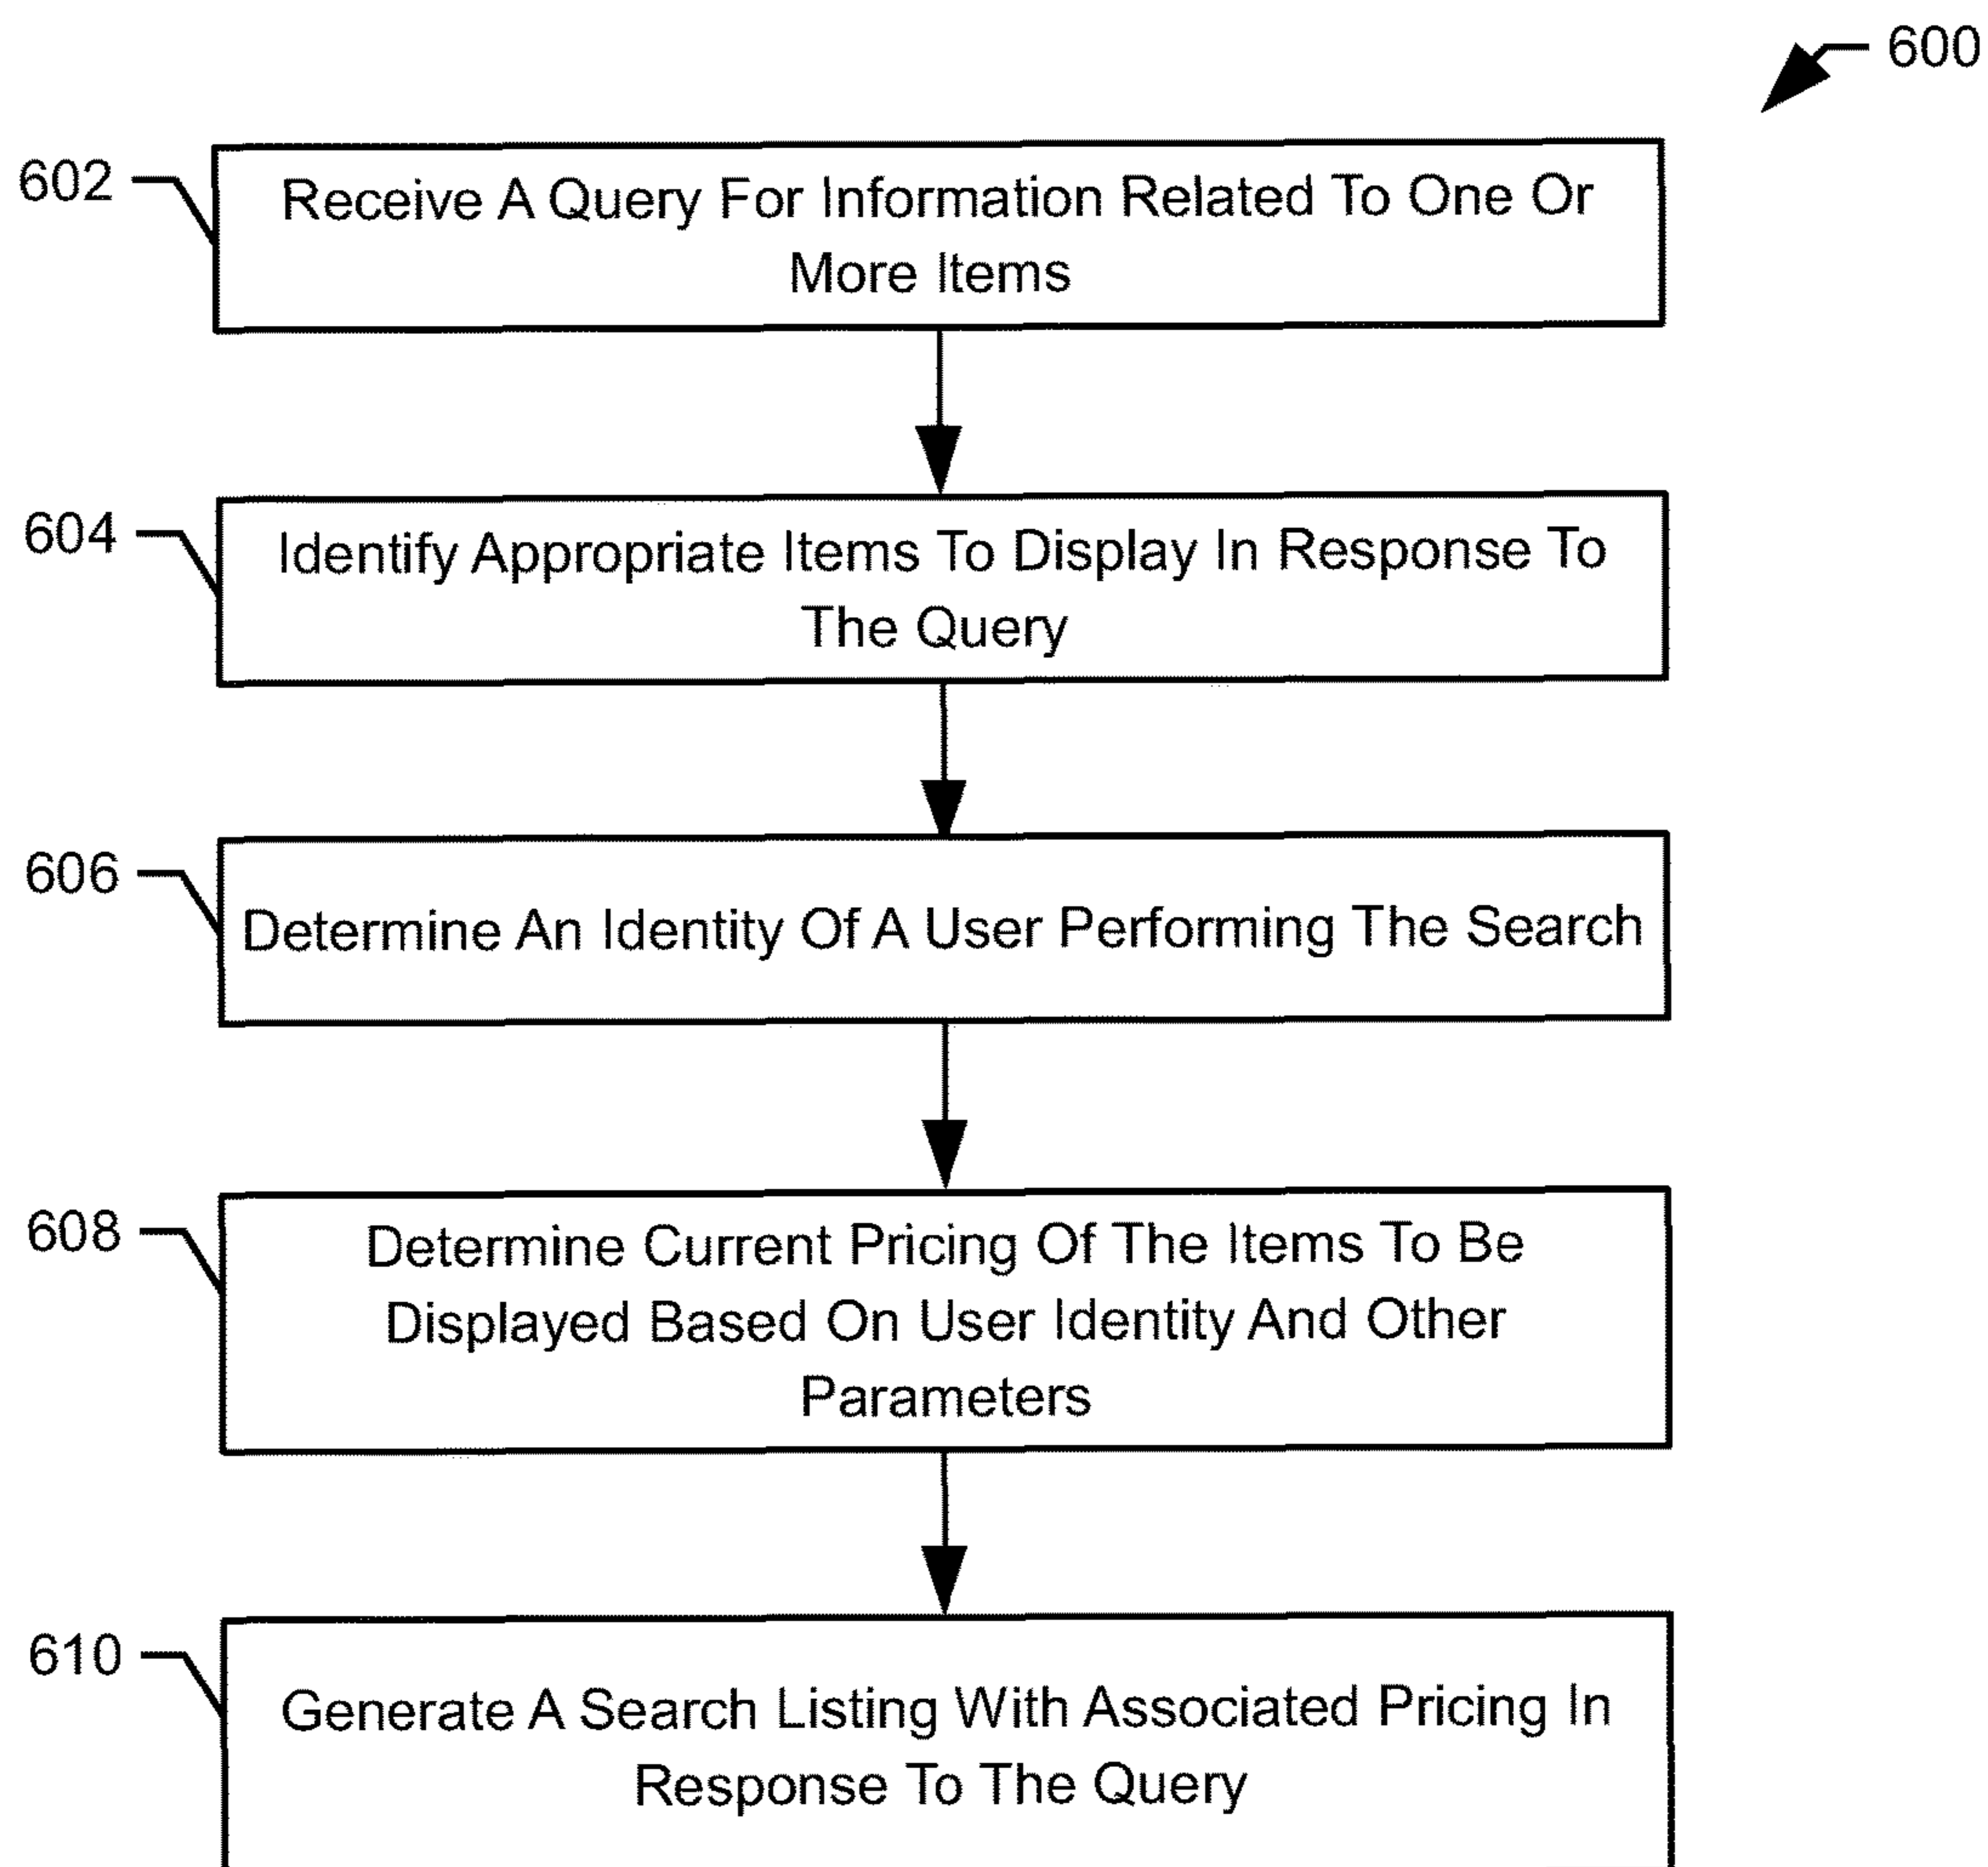 600
602
Receive A Query For Information Related To One Or
More Items
604
Identify Appropriate Items To Display In Response To
The Query
606
Determine An Identity Of A User Performing The Search
608
Determine Current Pricing Of The Items To Be
Displayed Based On User Identity And Other
Parameters
610
Generate A Search Listing With Associated Pricing In
Response To The Query